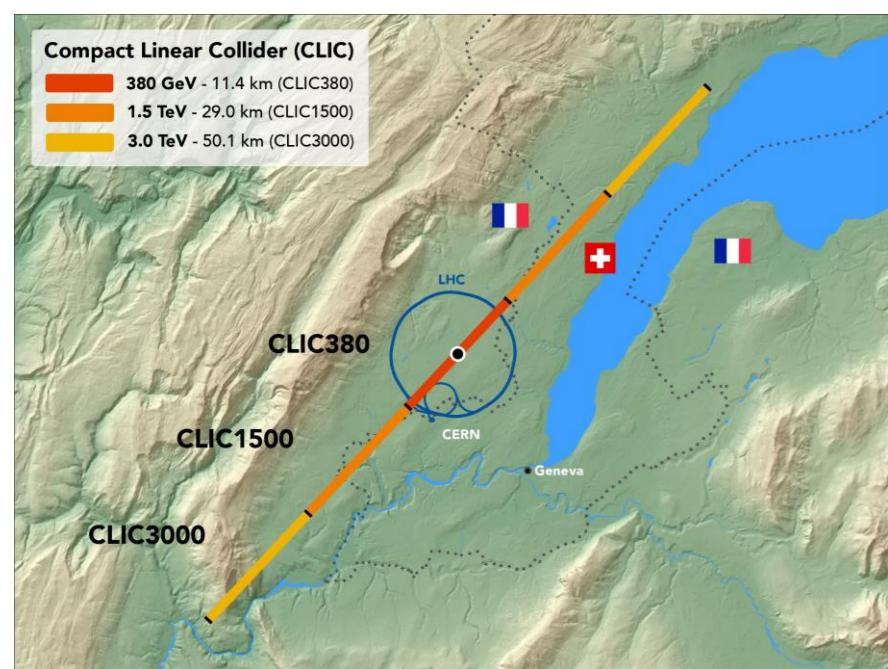 Compact Linear Collider (CLIC)
380 GeV - 11.4 km (CLIC380)
1.5 TeV - 29.0 km (CLIC1500)
3.0 TeV - 50.1 km (CLIC3000)
LHC
CLIC380
CLIC1500
CERN
Geneva
CLIC3000